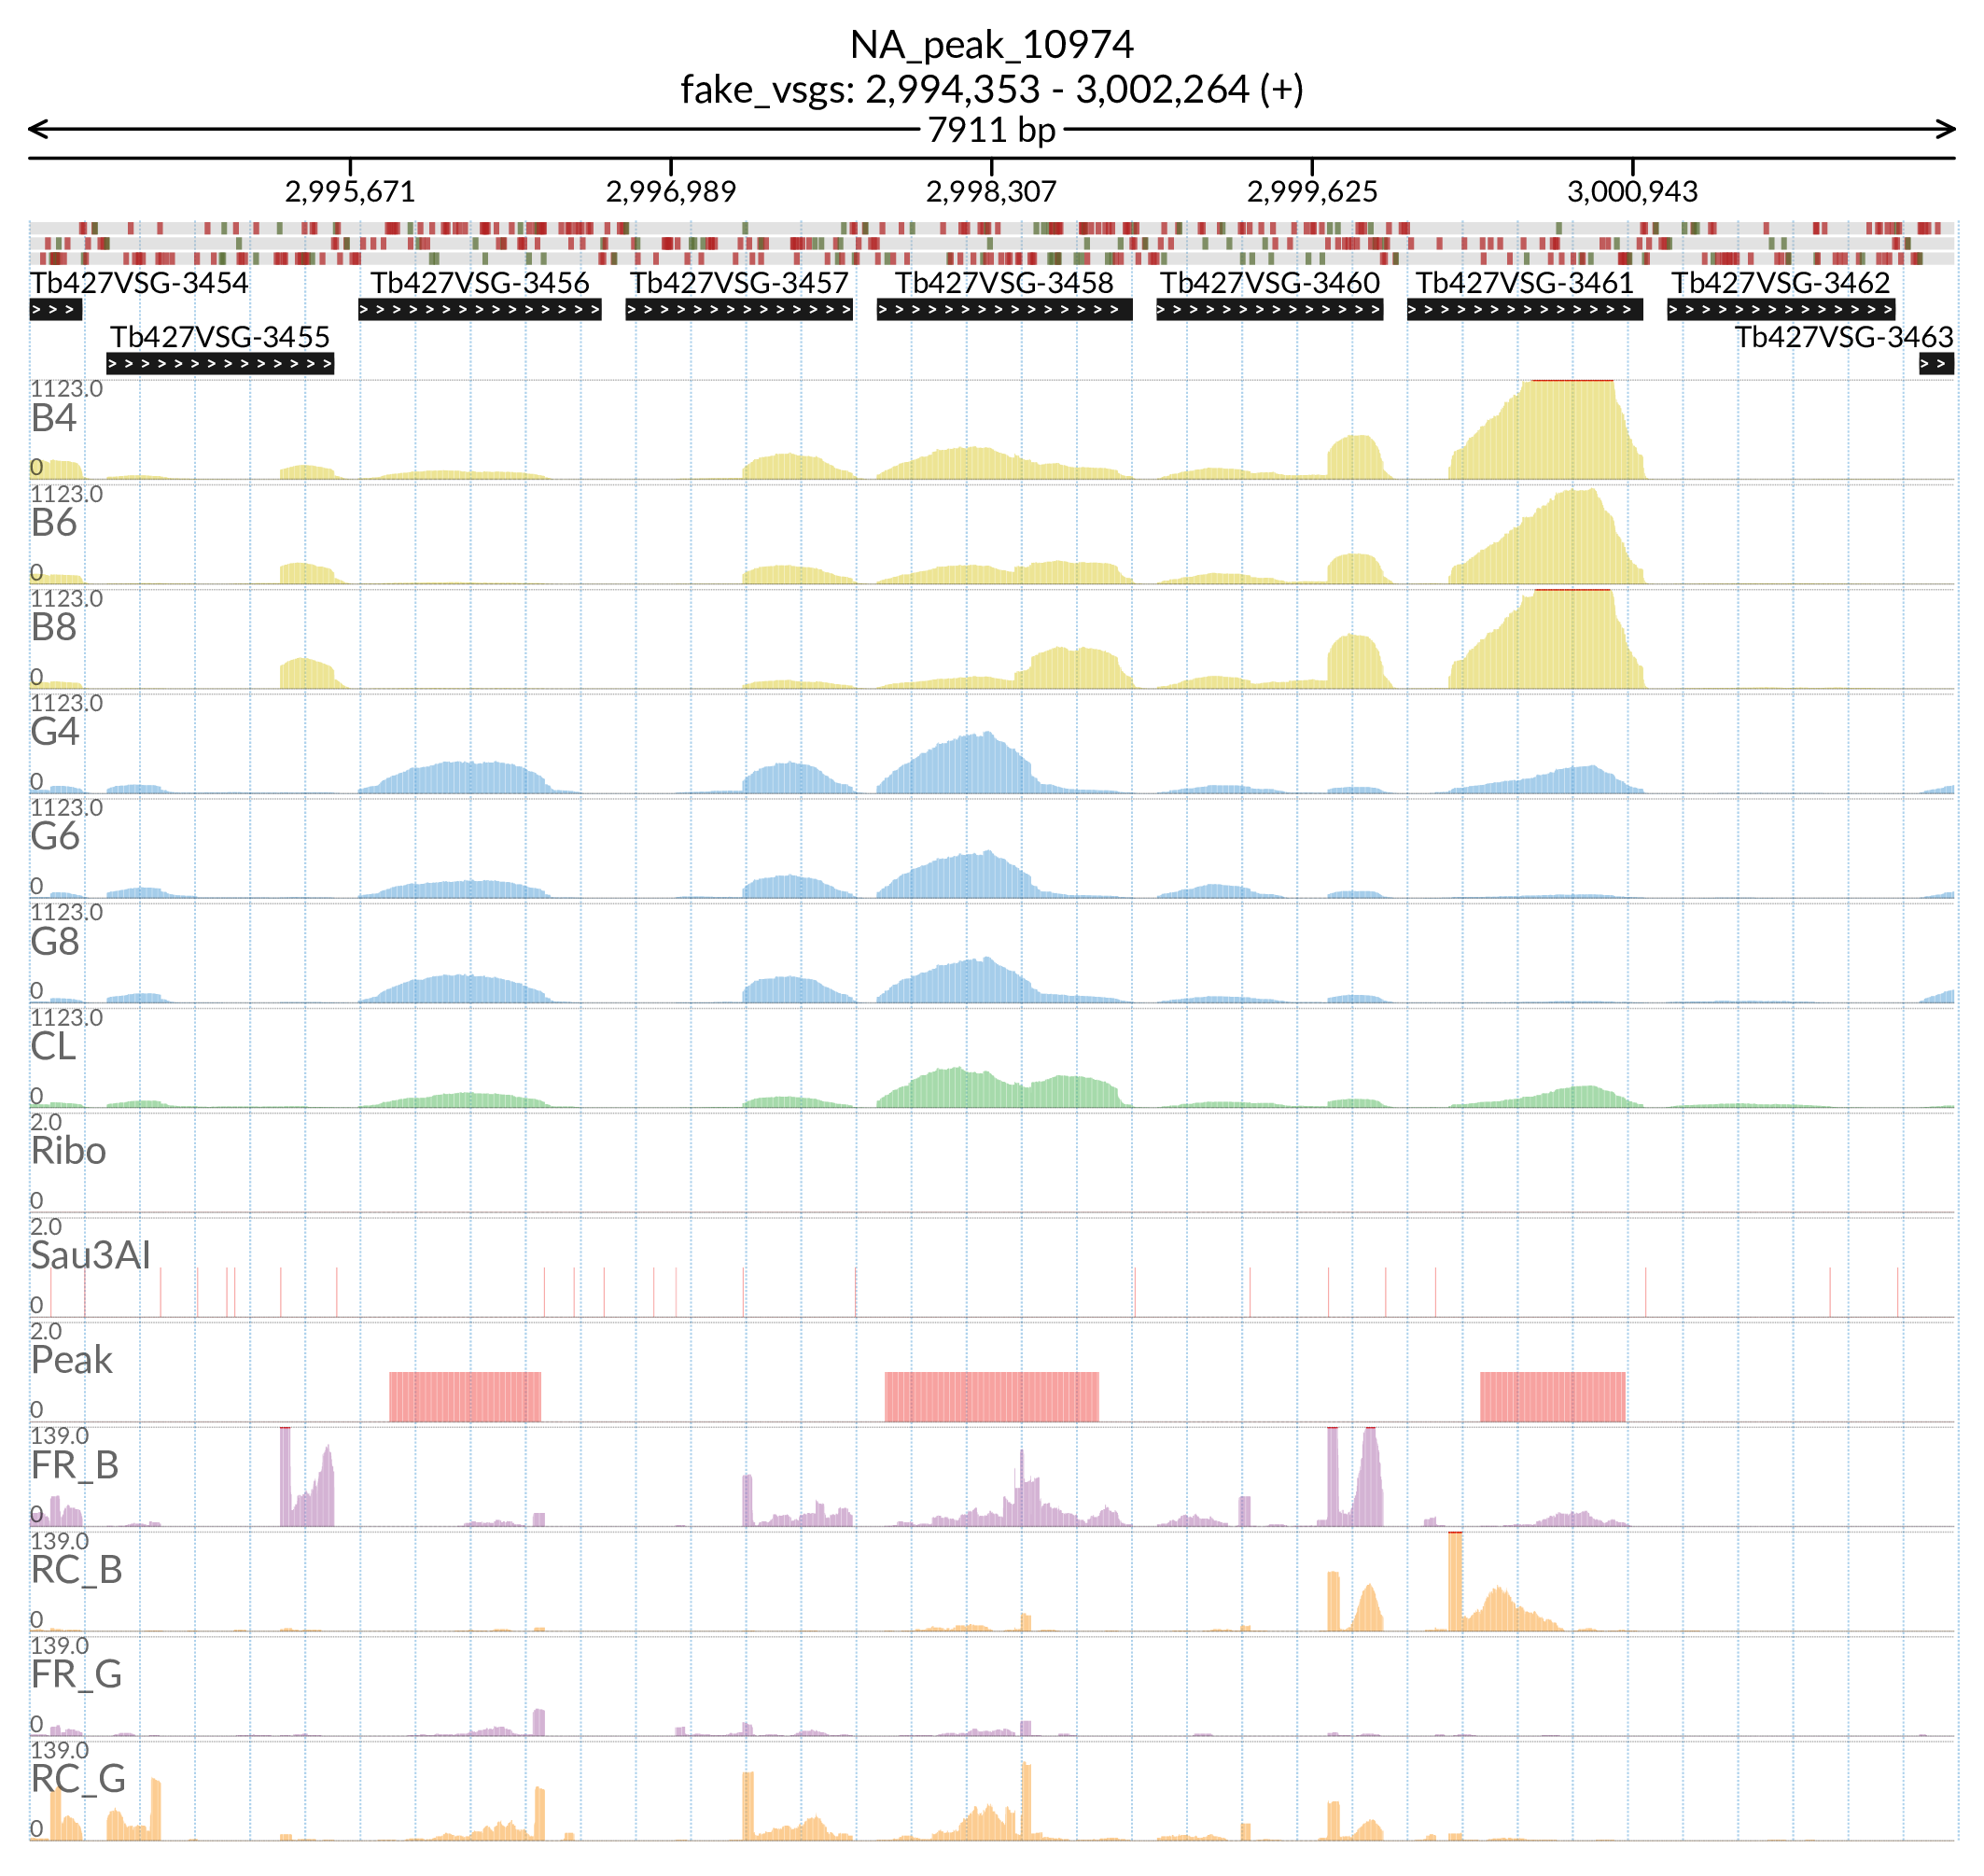 NA_peak_10974
fake_vsgs: 2,994,353 - 3,002,264 (+)
7911 bp
2,995,671 2,996,989 2,998,307 2,999,625 3,000,943
Tb427VSG-3454 Tb427VSG-3456 Tb427VSG-3457 Tb427VSG-3458 Tb427VSG-3460 Tb427VSG-3461 Tb427VSG-3462
Tb427VSG-3455 Tb427VSG-3463
1123.0
B4
0
1123.0
B6
0
1123.0
B8
0
1123.0
G4
0
1123.0
G6
0
1123.0
G8
0
1123.0
CL
0
2.0
Ribo
0
2.0
Sau3AI
0
2.0
Peak
0
139.0
FR_B
0
139.0
RC_B
0
139.0
FR_G
0
139.0
RC_G
0